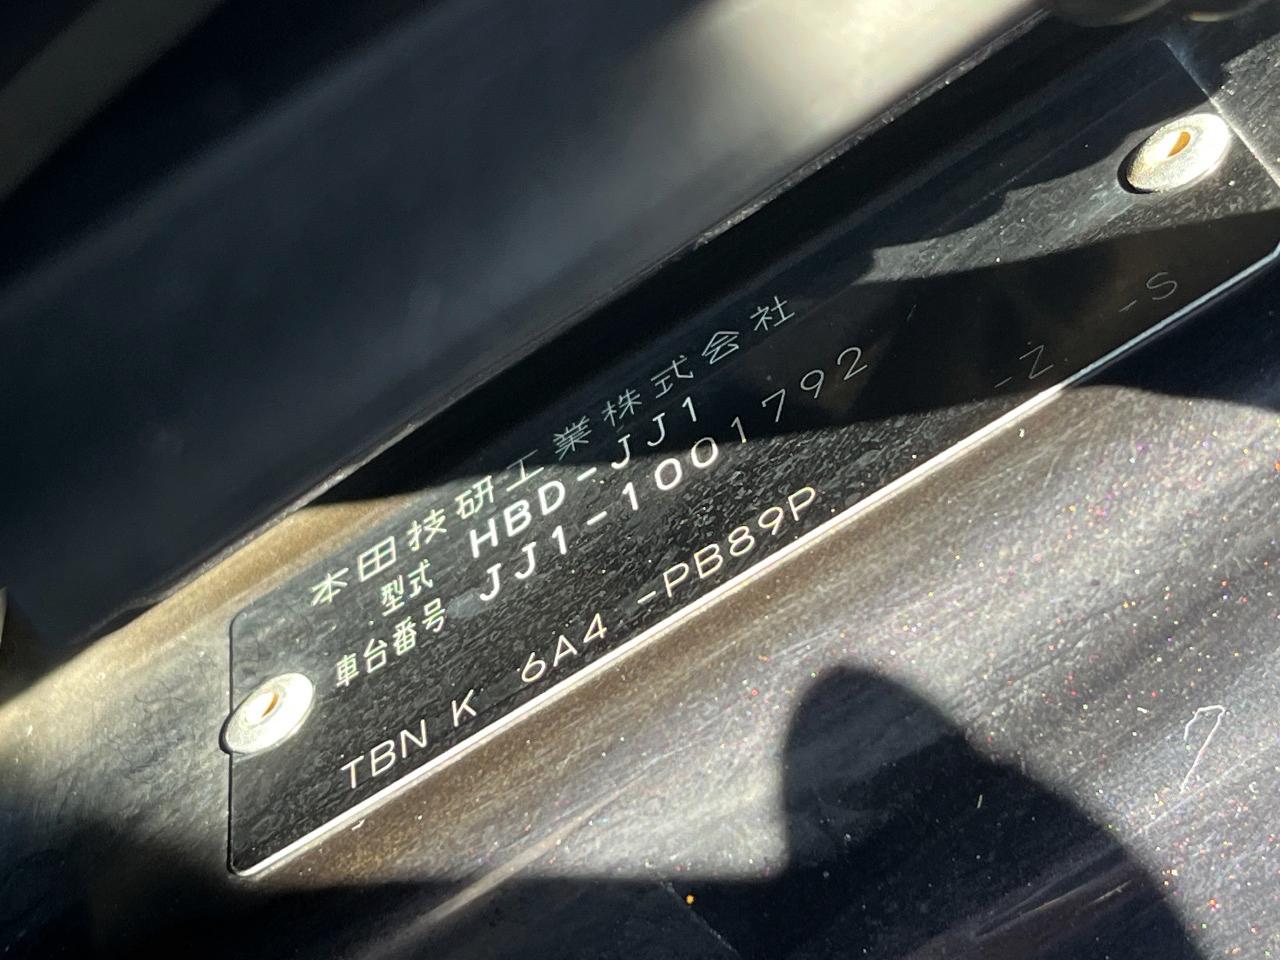 本田技研工業株式会社
型式 HBD-JJ1
車台番号 JJ1-1001792
TBN K 6A4 -PB89P -Z -S